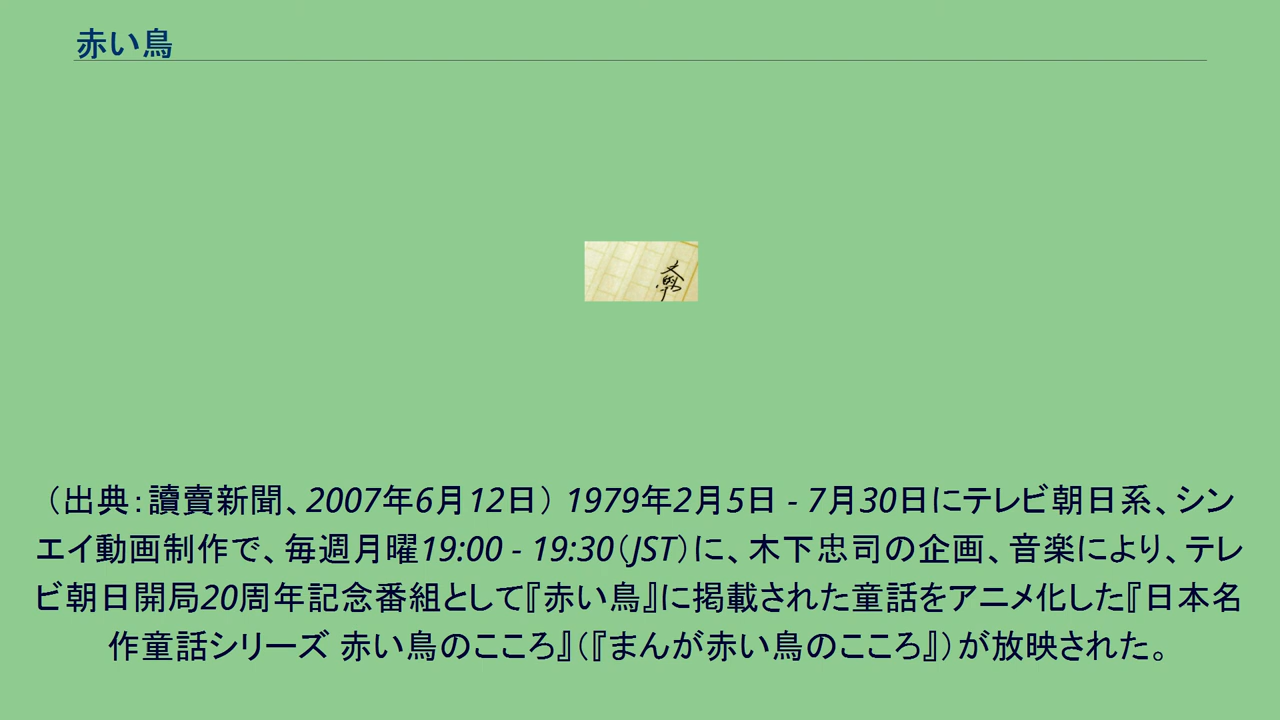 赤い鳥
（出典：讀賣新聞、2007年6月12日） 1979年2月5日 - 7月30日にテレビ朝日系、シン
エイ動画制作で、毎週月曜19:00 - 19:30（JST）に、木下忠司の企画、音楽により、テレ
ビ朝日開局20周年記念番組として『赤い鳥』に掲載された童話をアニメ化した『日本名
作童話シリーズ 赤い鳥のこころ』（『まんが赤い鳥のこころ』）が放映された。